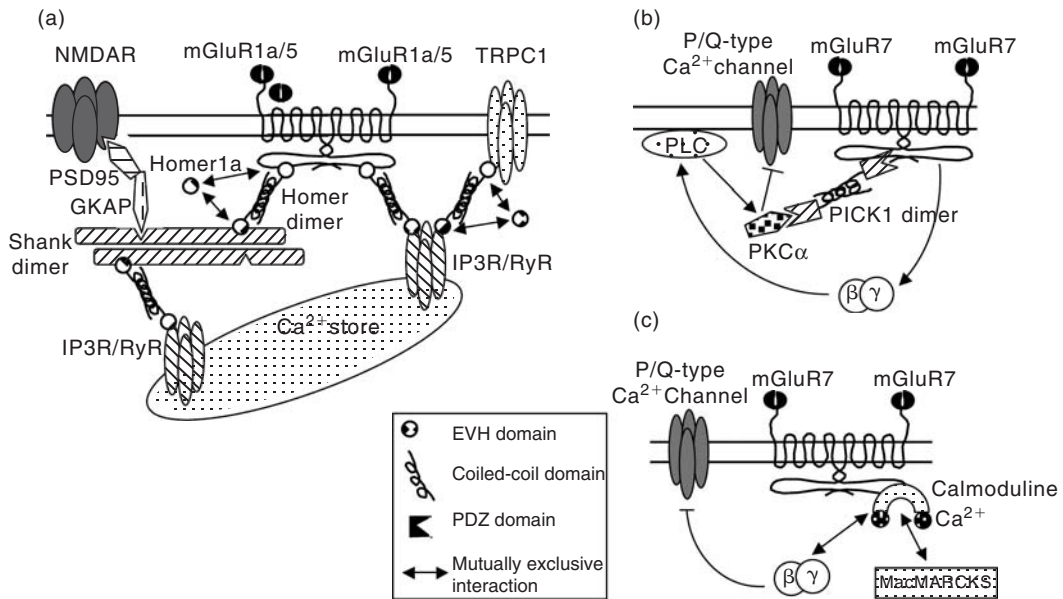 (a)
NMDAR
mGluR1a/5
mGluR1a/5
TRPC1
Homer1a
PSD95
GKAP
Homer
dimer
Shank
dimer
IP3R/RyR
Ca2+ store
IP3R/RyR
EVH domain
Coiled-coil domain
PDZ domain
Mutually exclusive
interaction
(b)
P/Q-type
Ca2+ channel
mGluR7
mGluR7
PLC
PICK1 dimer
PKCα
β γ
(c)
P/Q-type
Ca2+ Channel
mGluR7
mGluR7
Calmoduline
Ca2+
β γ
MacMARCKS